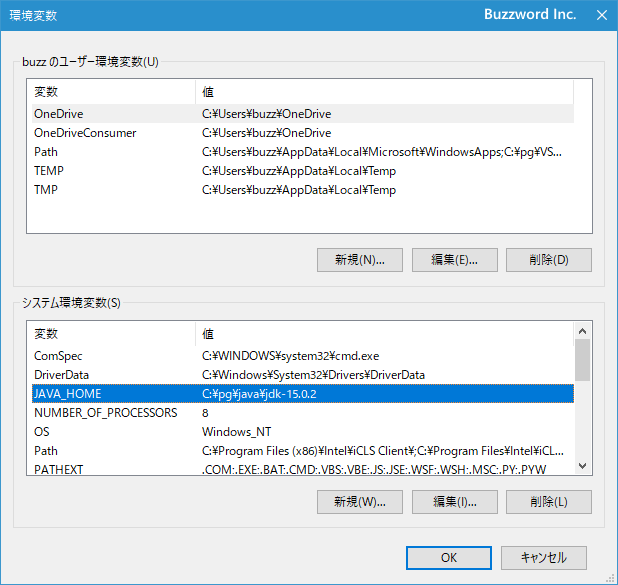 環境変数 Buzzword Inc.
buzz のユーザー環境変数(U)
変数 値
OneDrive C:¥Users¥buzz¥OneDrive
OneDriveConsumer C:¥Users¥buzz¥OneDrive
Path C:¥Users¥buzz¥AppData¥Local¥Microsoft¥WindowsApps;C:¥pg¥VS...
TEMP C:¥Users¥buzz¥AppData¥Local¥Temp
TMP C:¥Users¥buzz¥AppData¥Local¥Temp
新規(N)... 編集(E)... 削除(D)
システム環境変数(S)
変数 値
ComSpec C:¥WINDOWS¥system32¥cmd.exe
DriverData C:¥Windows¥System32¥Drivers¥DriverData
JAVA_HOME C:¥pg¥java¥jdk-15.0.2
NUMBER_OF_PROCESSORS 8
OS Windows_NT
Path C:¥Program Files (x86)¥Intel¥iCLS Client¥;C:¥Program Files¥Intel¥iCL...
PATHEXT .COM;.EXE;.BAT;.CMD;.VBS;.VBE;.JS;.JSE;.WSF;.WSH;.MSC;.PY;.PYW
新規(W)... 編集(I)... 削除(L)
OK キャンセル